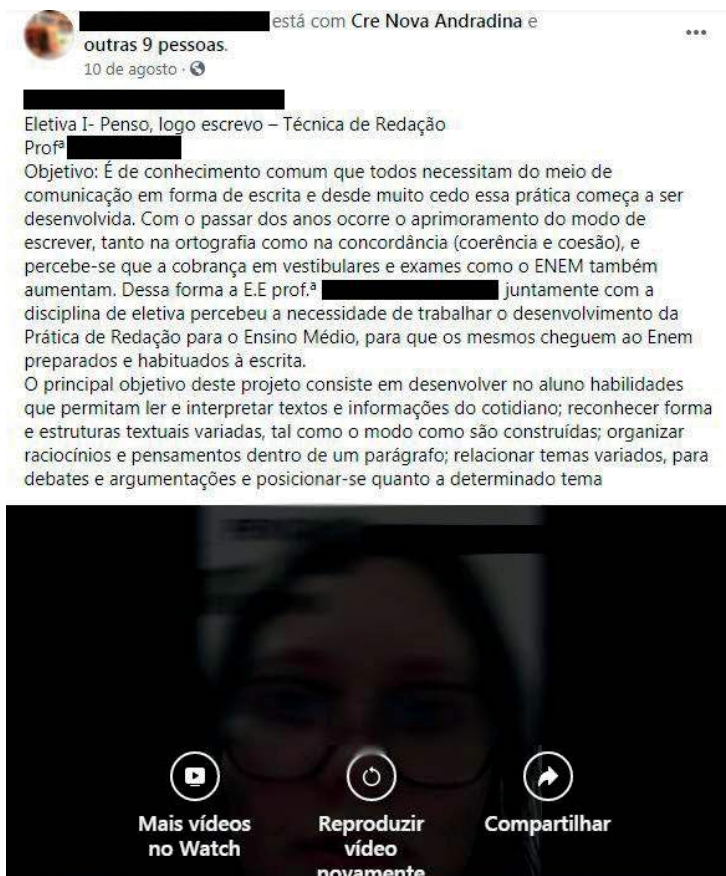 está com Cre Nova Andradina e
outras 9 pessoas.
10 de agosto ·
Eletiva I- Penso, logo escrevo – Técnica de Redação
Profª
Objetivo: É de conhecimento comum que todos necessitam do meio de
comunicação em forma de escrita e desde muito cedo essa prática começa a ser
desenvolvida. Com o passar dos anos ocorre o aprimoramento do modo de
escrever, tanto na ortografia como na concordância (coerência e coesão), e
percebe-se que a cobrança em vestibulares e exames como o ENEM também
aumentam. Dessa forma a E.E prof.ª juntamente com a
disciplina de eletiva percebeu a necessidade de trabalhar o desenvolvimento da
Prática de Redação para o Ensino Médio, para que os mesmos cheguem ao Enem
preparados e habituados à escrita.
O principal objetivo deste projeto consiste em desenvolver no aluno habilidades
que permitam ler e interpretar textos e informações do cotidiano; reconhecer forma
e estruturas textuais variadas, tal como o modo como são construídas; organizar
raciocínios e pensamentos dentro de um parágrafo; relacionar temas variados, para
debates e argumentações e posicionar-se quanto a determinado tema
Mais vídeos
no Watch
Reproduzir
vídeo
novamente
Compartilhar